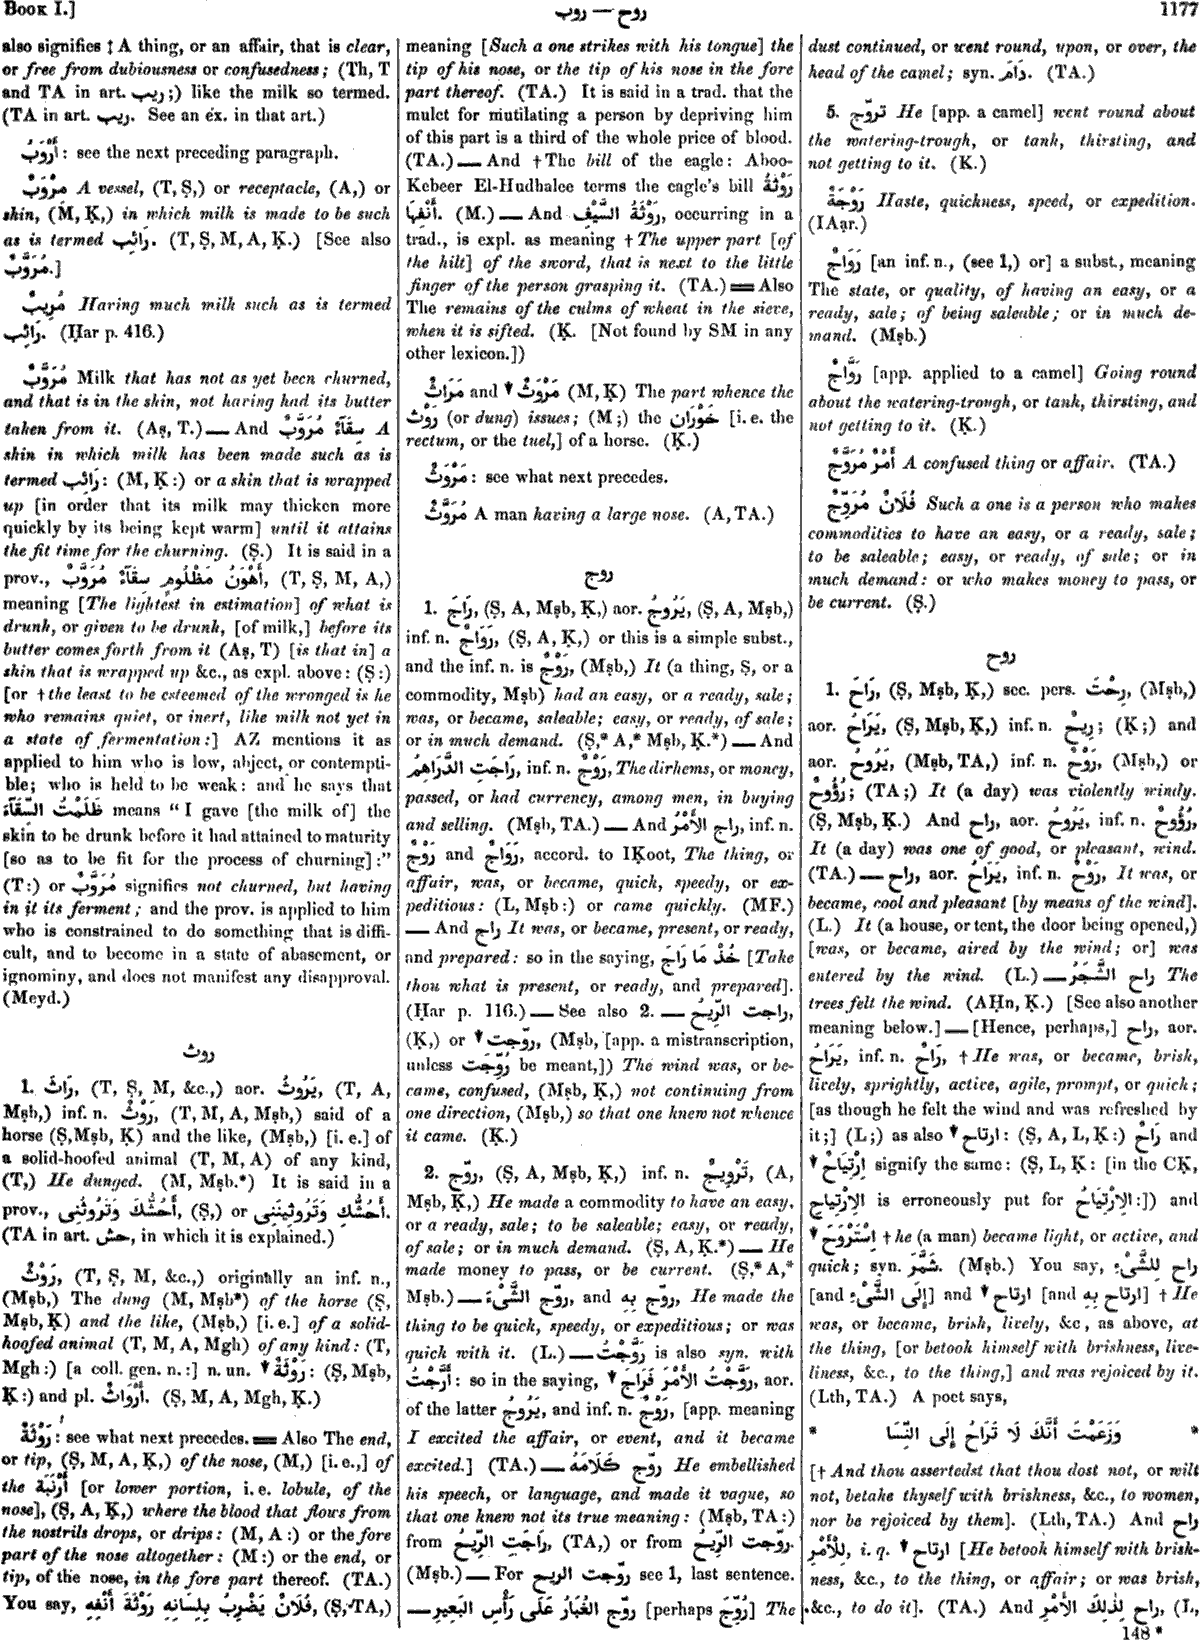 BOOK I.]
روح — روب
1177
also signifies ‡ A thing, or an affair, that is clear,
or free from dubiousness or confusedness; (Th, T
and TA in art. ريب;) like the milk so termed.
(TA in art. ريب. See an ex. in that art.)
أَرْوَبُ: see the next preceding paragraph.
مِرْوَبٌ A vessel, (T, Ṣ,) or receptacle, (A,) or
skin, (M, Ḳ,) in which milk is made to be such
as is termed رَائِب. (T, Ṣ, M, A, Ḳ.) [See also
مُرَوَّبٌ.]
مُرِيبٌ Having much milk such as is termed
رَائِب. (Ḥar p. 416.)
مُرَوَّبٌ Milk that has not as yet been churned,
and that is in the skin, not having had its butter
taken from it. (Aṣ, T.) — And سِقَآءٌ مُرَوَّبٌ A
skin in which milk has been made such as is
termed رَائِب: (M, Ḳ:) or a skin that is wrapped
up [in order that its milk may thicken more
quickly by its being kept warm] until it attains
the fit time for the churning. (Ṣ.) It is said in a
prov., أَهْوَنُ مَظْلُومٍ سِقَآءٌ مُرَوَّبٌ, (T, Ṣ, M, A,)
meaning [The lightest in estimation] of what is
drunk, or given to be drunk, [of milk,] before its
butter comes forth from it (Aṣ, T) [is that in] a
skin that is wrapped up &c., as expl. above: (Ṣ:)
[or † the least to be esteemed of the wronged is he
who remains quiet, or inert, like milk not yet in
a state of fermentation:] AZ mentions it as
applied to him who is low, abject, or contempti-
ble; who is held to be weak: and he says that
ظَلَمْتُ السِّقَآءَ means “I gave [the milk of] the
skin to be drunk before it had attained to maturity
[so as to be fit for the process of churning]:”
(T:) or مُرَوَّبٌ signifies not churned, but having
in it its ferment; and the prov. is applied to him
who is constrained to do something that is diffi-
cult, and to become in a state of abasement, or
ignominy, and does not manifest any disapproval.
(Meyd.)
روث
1. رَاثَ, (T, Ṣ, M, &c.,) aor. يَرُوثُ, (T, A,
Mṣb,) inf. n. رَوْثٌ, (T, M, A, Mṣb,) said of a
horse (Ṣ, Mṣb, Ḳ) and the like, (Mṣb,) [i. e.] of
a solid-hoofed animal (T, M, A) of any kind,
(T,) He dunged. (M, Mṣb.*) It is said in a
prov., أَحُشُّكَ وَتَرُوثُنِى, (Ṣ,) or أَحُشُّكِ وَتَرُوثِينَنِى.
(TA in art. حش, in which it is explained.)
رَوْثٌ, (T, Ṣ, M, &c.,) originally an inf. n.,
(Mṣb,) The dung (M, Mṣb*) of the horse (Ṣ,
Mṣb, Ḳ) and the like, (Mṣb,) [i. e.] of a solid-
hoofed animal (T, M, A, Mgh) of any kind: (T,
Mgh:) [a coll. gen. n.:] n. un. ▼ رَوْثَةٌ: (Ṣ, Mṣb,
Ḳ:) and pl. أَرْوَاثٌ. (Ṣ, M, A, Mgh, Ḳ.)
رَوْثَةٌ: see what next precedes. ═ Also The end,
or tip, (Ṣ, M, A, Ḳ,) of the nose, (M,) [i. e.,] of
the أَرْنَبَة [or lower portion, i. e. lobule, of the
nose], (Ṣ, A, Ḳ,) where the blood that flows from
the nostrils drops, or drips: (M, A:) or the fore
part of the nose altogether: (M:) or the end, or
tip, of the nose, in the fore part thereof. (TA.)
You say, فُلَانٌ يَضْرِبُ بِلِسَانِهِ رَوْثَةَ أَنْفِهِ, (Ṣ, TA,)
meaning [Such a one strikes with his tongue] the
tip of his nose, or the tip of his nose in the fore
part thereof. (TA.) It is said in a trad. that the
mulct for mutilating a person by depriving him
of this part is a third of the whole price of blood.
(TA.) — And † The bill of the eagle: Aboo-
Kebeer El-Hudhalee terms the eagle's bill رَوْثَةُ
أَنْفِهَا. (M.) — And رَوْثَةُ السَّيْفِ, occurring in a
trad., is expl. as meaning † The upper part [of
the hilt] of the sword, that is next to the little
finger of the person grasping it. (TA.) ═ Also
The remains of the culms of wheat in the sieve,
when it is sifted. (Ḳ. [Not found by SM in any
other lexicon.])
مَرَاثٌ and ▼ مَرْوَثٌ (M, Ḳ) The part whence the
رَوْث (or dung) issues; (M;) the خَوْرَان [i. e. the
rectum, or the tuel,] of a horse. (Ḳ.)
مَرْوَثٌ: see what next precedes.
مُرَوَّثٌ A man having a large nose. (A, TA.)
روج
1. رَاجَ, (Ṣ, A, Mṣb, Ḳ,) aor. يَرُوجُ, (Ṣ, A, Mṣb,)
inf. n. رَوَاجٌ, (Ṣ, A, Ḳ,) or this is a simple subst.,
and the inf. n. is رَوْجٌ, (Mṣb,) It (a thing, Ṣ, or a
commodity, Mṣb) had an easy, or a ready, sale;
was, or became, saleable; easy, or ready, of sale;
or in much demand. (Ṣ,* A,* Mṣb, Ḳ.*) — And
رَاجَتِ الدَّرَاهِمُ, inf. n. رَوْجٌ, The dirhems, or money,
passed, or had currency, among men, in buying
and selling. (Mṣb, TA.) — And راج الأَمْرُ, inf. n.
رَوْجٌ and رَوَاجٌ, accord. to IḲoot, The thing, or
affair, was, or became, quick, speedy, or ex-
peditious: (L, Mṣb:) or came quickly. (MF.)
— And راج It was, or became, present, or ready,
and prepared: so in the saying, خُذْ مَا رَاجَ [Take
thou what is present, or ready, and prepared].
(Ḥar p. 116.) — See also 2. — راجت الرِّيحُ,
(Ḳ,) or ▼ روّجت, (Mṣb, [app. a mistranscription,
unless رُوِّجَت be meant,]) The wind was, or be-
came, confused, (Mṣb, Ḳ,) not continuing from
one direction, (Mṣb,) so that one knew not whence
it came. (Ḳ.)
2. روّج, (Ṣ, A, Mṣb, Ḳ,) inf. n. تَرْوِيجٌ, (A,
Mṣb, Ḳ,) He made a commodity to have an easy,
or a ready, sale; to be saleable; easy, or ready,
of sale; or in much demand. (Ṣ, A, Ḳ.*) — He
made money to pass, or be current. (Ṣ,* A,*
Mṣb.) — روّج الشَّىْءَ, and روّج بِهِ, He made the
thing to be quick, speedy, or expeditious; or was
quick with it. (L.) — رَوَّجْتُ is also syn. with
أَرَّجْتُ: so in the saying, ▼ رَوَّجْتُ الأَمْرَ فَرَاجَ, aor.
of the latter يَرُوجُ, and inf. n. رَوْجٌ, [app. meaning
I excited the affair, or event, and it became
excited.] (TA.) — روّج كَلَامَهُ He embellished
his speech, or language, and made it vague, so
that one knew not its true meaning: (Mṣb, TA:)
from رَاجَتِ الرِّيحُ, (TA,) or from روّجت الرِّيحُ.
(Mṣb.) — For روّجت الريح see 1, last sentence.
— روّج الغُبَارُ عَلَى رَأْسِ البَعِيرِ [perhaps رُوِّجَ] The
dust continued, or went round, upon, or over, the
head of the camel; syn. دَامَ. (TA.)
5. تروّج He [app. a camel] went round about
the watering-trough, or tank, thirsting, and
not getting to it. (Ḳ.)
رَوْجَةٌ Haste, quickness, speed, or expedition.
(IAạr.)
رَوَاجٌ [an inf. n., (see 1,) or] a subst., meaning
The state, or quality, of having an easy, or a
ready, sale; of being saleable; or in much de-
mand. (Mṣb.)
رَوَّاجٌ [app. applied to a camel] Going round
about the watering-trough, or tank, thirsting, and
not getting to it. (Ḳ.)
أَمْرٌ مُرَوَّجٌ A confused thing or affair. (TA.)
فُلَانٌ مُرَوِّجٌ Such a one is a person who makes
commodities to have an easy, or a ready, sale;
to be saleable; easy, or ready, of sale; or in
much demand: or who makes money to pass, or
be current. (Ṣ.)
روح
1. رَاحَ, (Ṣ, Mṣb, Ḳ,) sec. pers. رِحْتَ, (Mṣb,)
aor. يَرَاحُ, (Ṣ, Mṣb, Ḳ,) inf. n. رِيحٌ; (Ḳ;) and
aor. يَرُوحُ, (Mṣb, TA,) inf. n. رَوْحٌ, (Mṣb,) or
رُؤُوحٌ; (TA;) It (a day) was violently windy.
(Ṣ, Mṣb, Ḳ.) And راح, aor. يَرُوحُ, inf. n. رُؤُوحٌ,
It (a day) was one of good, or pleasant, wind.
(TA.) — راح, aor. يَرَاحُ, inf. n. رَوْحٌ, It was, or
became, cool and pleasant [by means of the wind].
(L.) It (a house, or tent, the door being opened,)
[was, or became, aired by the wind; or] was
entered by the wind. (L.) — راح الشَّجَرُ The
trees felt the wind. (AḤn, Ḳ.) [See also another
meaning below.] — [Hence, perhaps,] راح, aor.
يَرَاحُ, inf. n. رَاحٌ, † He was, or became, brisk,
lively, sprightly, active, agile, prompt, or quick;
[as though he felt the wind and was refreshed by
it;] (L;) as also ▼ ارتاح: (Ṣ, A, L, Ḳ:) رَاحٌ and
▼ اِرْتِيَاحٌ signify the same: (Ṣ, L, Ḳ: [in the CḲ,
الاِرْتِياج is erroneously put for الاِرْتِيَاحُ:]) and
▼ اِسْتَرْوَحَ † he (a man) became light, or active, and
quick; syn. شَمَّرَ. (Mṣb.) You say, راح لِلشَّىْءِ
[and إِلَى الشَّىْءِ] and ▼ ارتاح [and ارتاح بِهِ] † He
was, or became, brisk, lively, &c, as above, at
the thing, [or betook himself with briskness, live-
liness, &c., to the thing,] and was rejoiced by it.
(Lth, TA.) A poet says,
* وَزَعَمْتَ أَنَّكَ لَا تَرَاحُ إِلَى النِّسَا *
[† And thou assertedst that thou dost not, or wilt
not, betake thyself with briskness, &c., to women,
nor be rejoiced by them]. (Lth, TA.) And راح
لِلْأَمْرِ, i. q. ▼ ارتاح [He betook himself with brisk-
ness, &c., to the thing, or affair; or was brisk,
&c., to do it]. (TA.) And راح لِذٰلِكَ الأَمْرِ, (L,
148 *